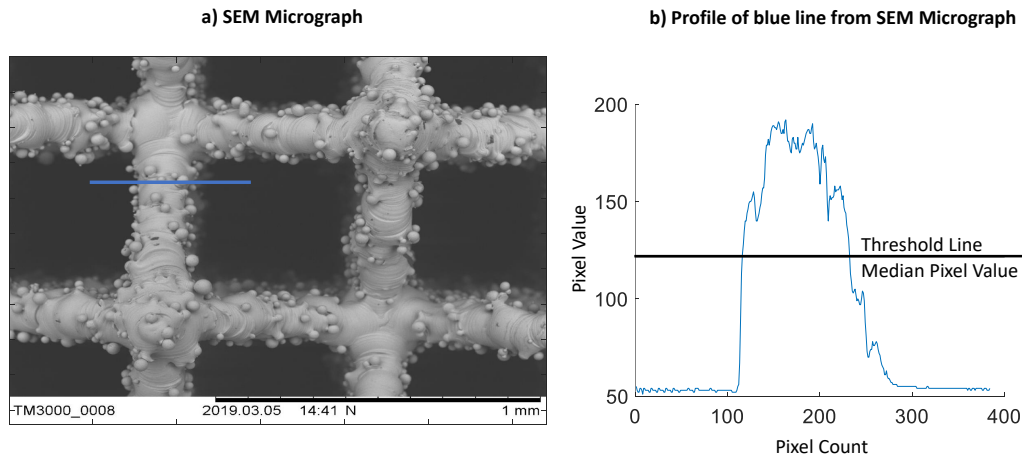 a) SEM Micrograph
TM3000_0008 2019.03.05 14:41 N 1 mm
b) Profile of blue line from SEM Micrograph
200
150
100
50
Pixel Value
Threshold Line
Median Pixel Value
0 100 200 300 400
Pixel Count